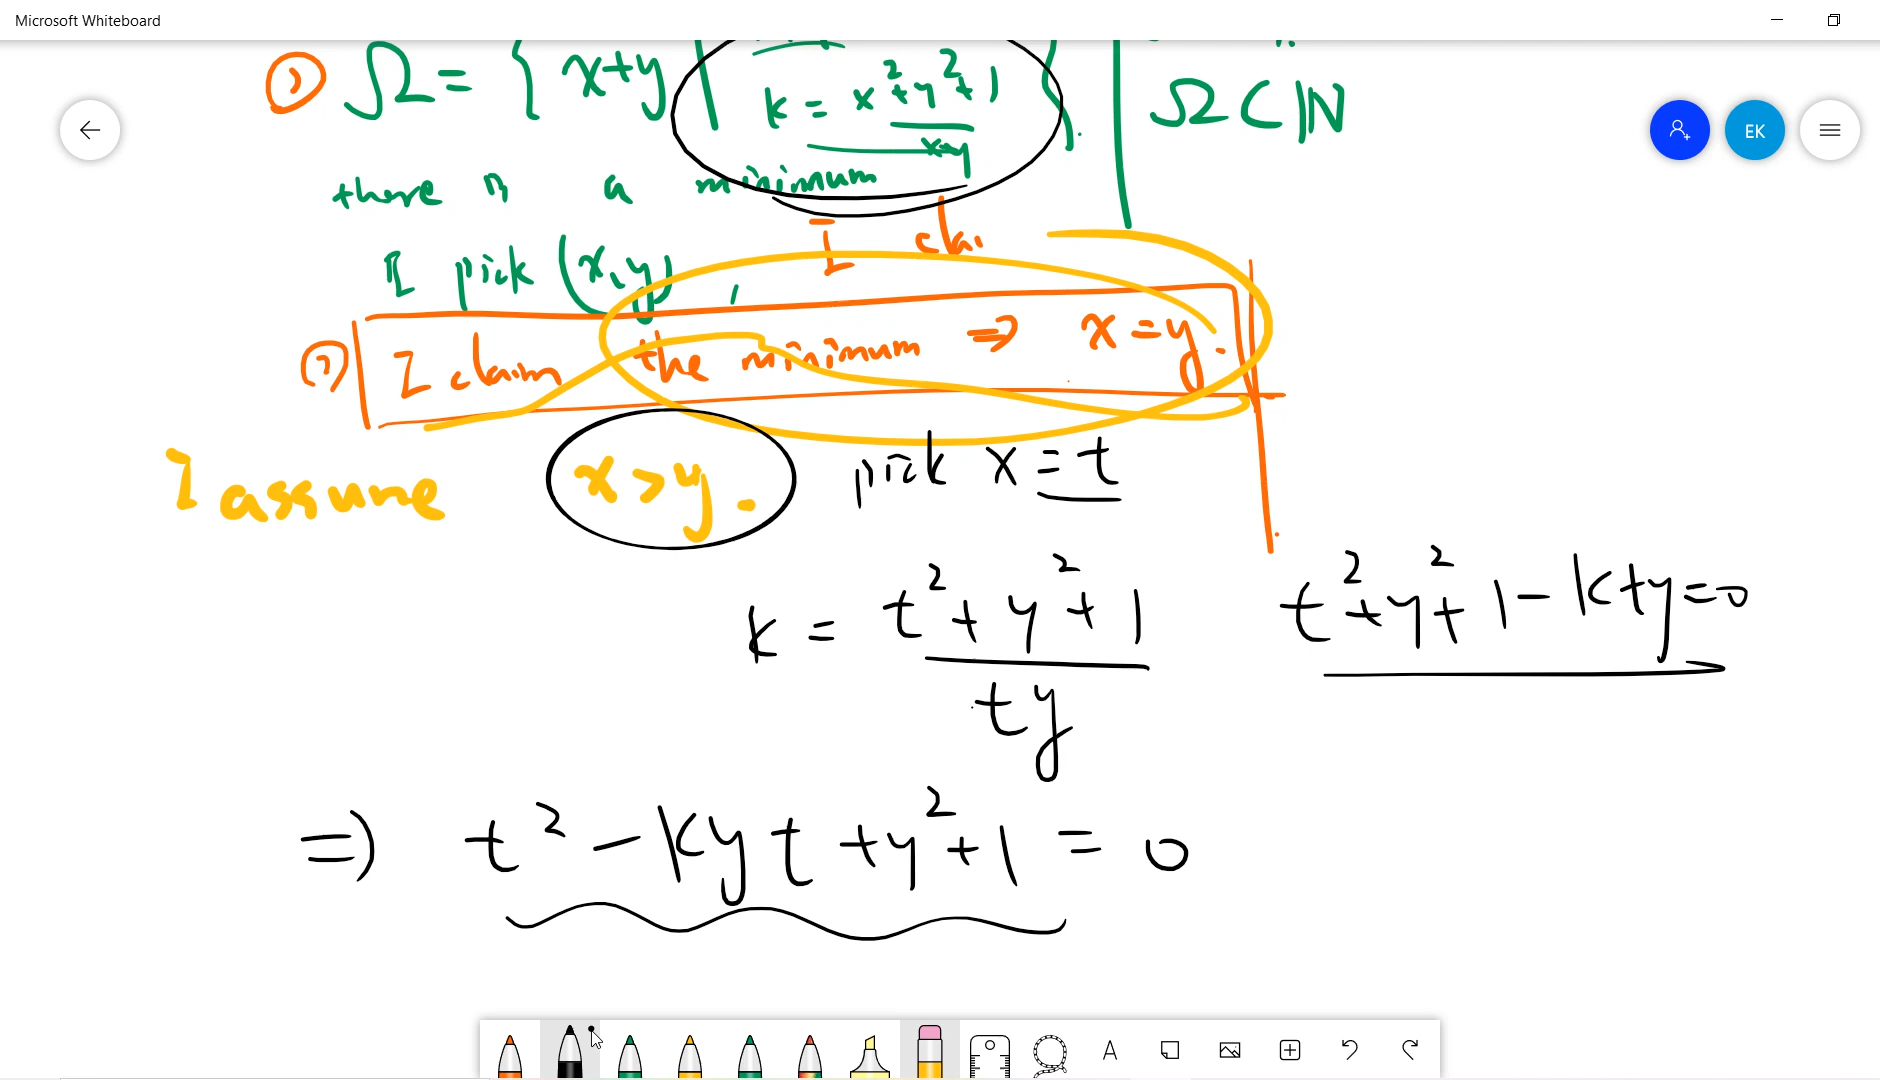 Microsoft Whiteboard
① Ω = { x+y | k = x²+y²+1 / xy }. | Ω ⊂ ℕ
EK
there is a minimum
I pick (x,y),
I clai
② I claim the minimum ⇒ x=y.
I assume x>y. pick x=t
k = t²+y²+1 / ty
t²+y²+1-kty=0
⇒ t²-kyt+y²+1=0
A